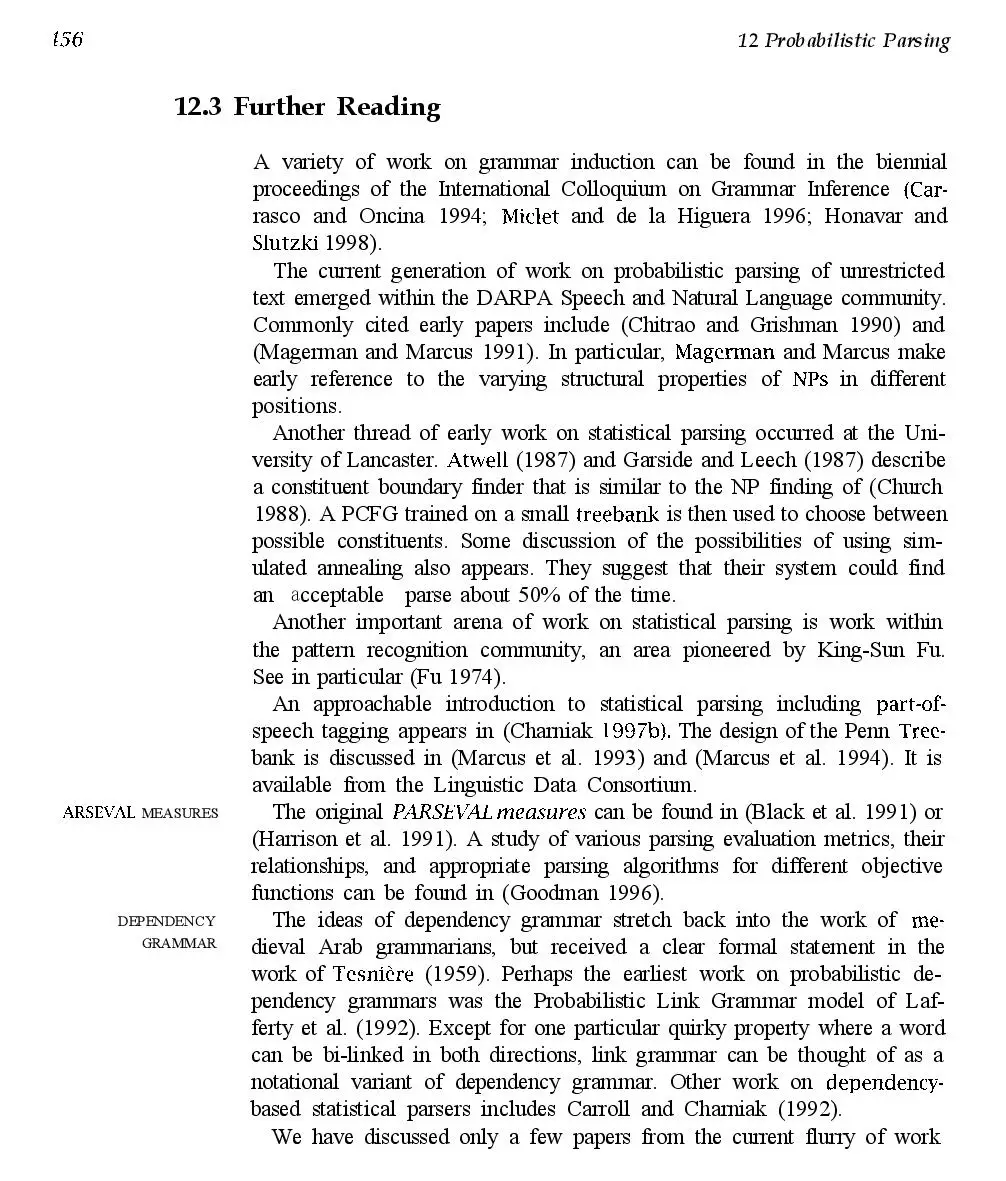 456
12 Probabilistic Parsing
12.3 Further Reading
A variety of work on grammar induction can be found in the biennial
proceedings of the International Colloquium on Grammar Inference (Car-
rasco and Oncina 1994; Miclet and de la Higuera 1996; Honavar and
Slutzki 1998).
The current generation of work on probabilistic parsing of unrestricted
text emerged within the DARPA Speech and Natural Language community.
Commonly cited early papers include (Chitrao and Grishman 1990) and
(Magerman and Marcus 1991). In particular, Magerman and Marcus make
early reference to the varying structural properties of NPs in different
positions.
Another thread of early work on statistical parsing occurred at the Uni-
versity of Lancaster. Atwell (1987) and Garside and Leech (1987) describe
a constituent boundary finder that is similar to the NP finding of (Church
1988). A PCFG trained on a small treebank is then used to choose between
possible constituents. Some discussion of the possibilities of using sim-
ulated annealing also appears. They suggest that their system could find
an acceptable parse about 50% of the time.
Another important arena of work on statistical parsing is work within
the pattern recognition community, an area pioneered by King-Sun Fu.
See in particular (Fu 1974).
An approachable introduction to statistical parsing including part-of-
speech tagging appears in (Charniak 1997b). The design of the Penn Tree-
bank is discussed in (Marcus et al. 1993) and (Marcus et al. 1994). It is
available from the Linguistic Data Consortium.
ARSEVAL MEASURES
The original PARSEVAL measures can be found in (Black et al. 1991) or
(Harrison et al. 1991). A study of various parsing evaluation metrics, their
relationships, and appropriate parsing algorithms for different objective
functions can be found in (Goodman 1996).
DEPENDENCY
GRAMMAR
The ideas of dependency grammar stretch back into the work of me-
dieval Arab grammarians, but received a clear formal statement in the
work of Tesnière (1959). Perhaps the earliest work on probabilistic de-
pendency grammars was the Probabilistic Link Grammar model of Laf-
ferty et al. (1992). Except for one particular quirky property where a word
can be bi-linked in both directions, link grammar can be thought of as a
notational variant of dependency grammar. Other work on dependency-
based statistical parsers includes Carroll and Charniak (1992).
We have discussed only a few papers from the current flurry of work